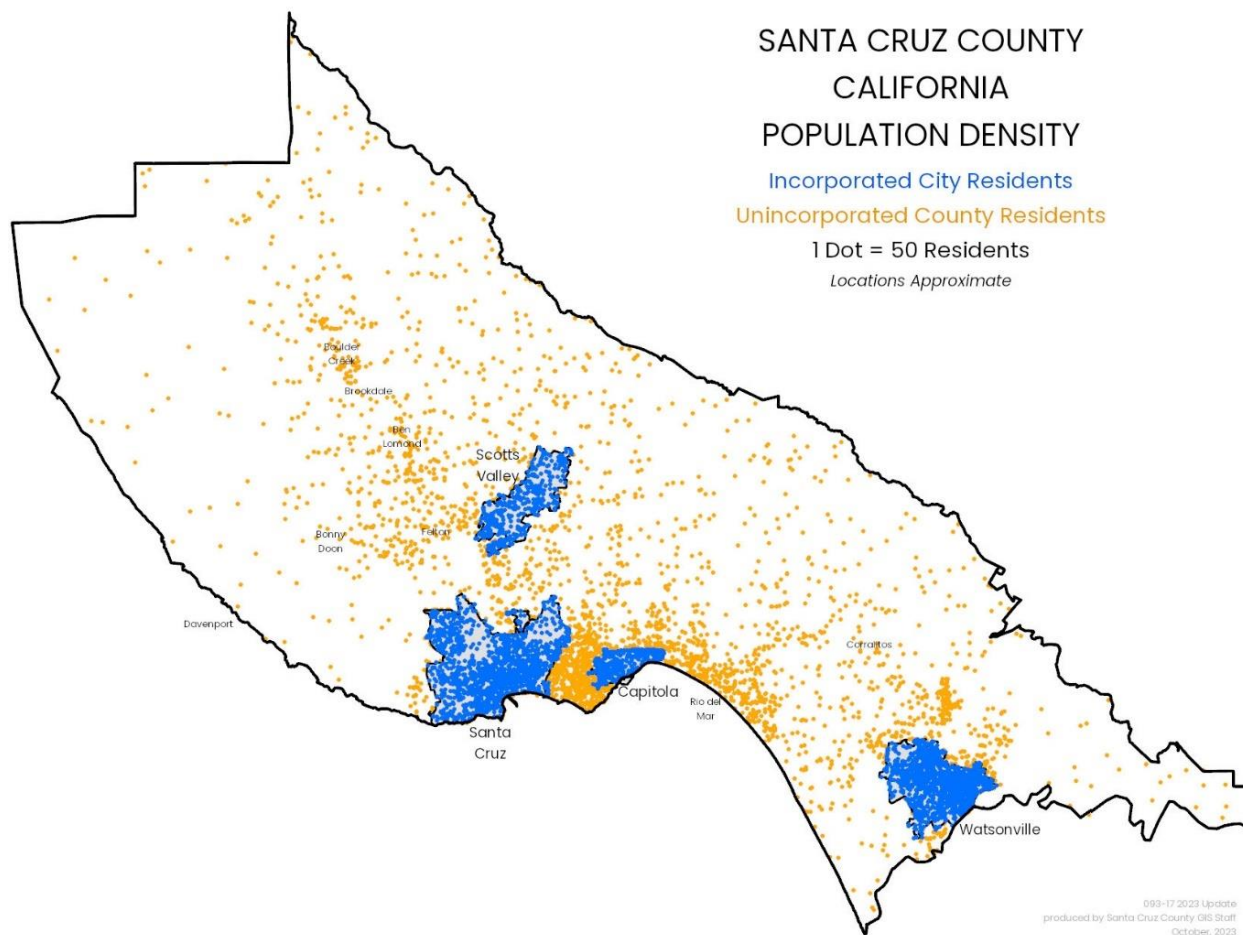 SANTA CRUZ COUNTY
CALIFORNIA
POPULATION DENSITY
Incorporated City Residents
Unincorporated County Residents
1 Dot = 50 Residents
Locations Approximate
Boulder
Creek
Brookdale
Ben
Lomond
Scotts
Valley
Bonny
Doon
Felton
Davenport
Corralitos
Capitola
Rio del
Mar
Santa
Cruz
Watsonville
093-17 2023 Update
produced by Santa Cruz County GIS Staff
October, 2023